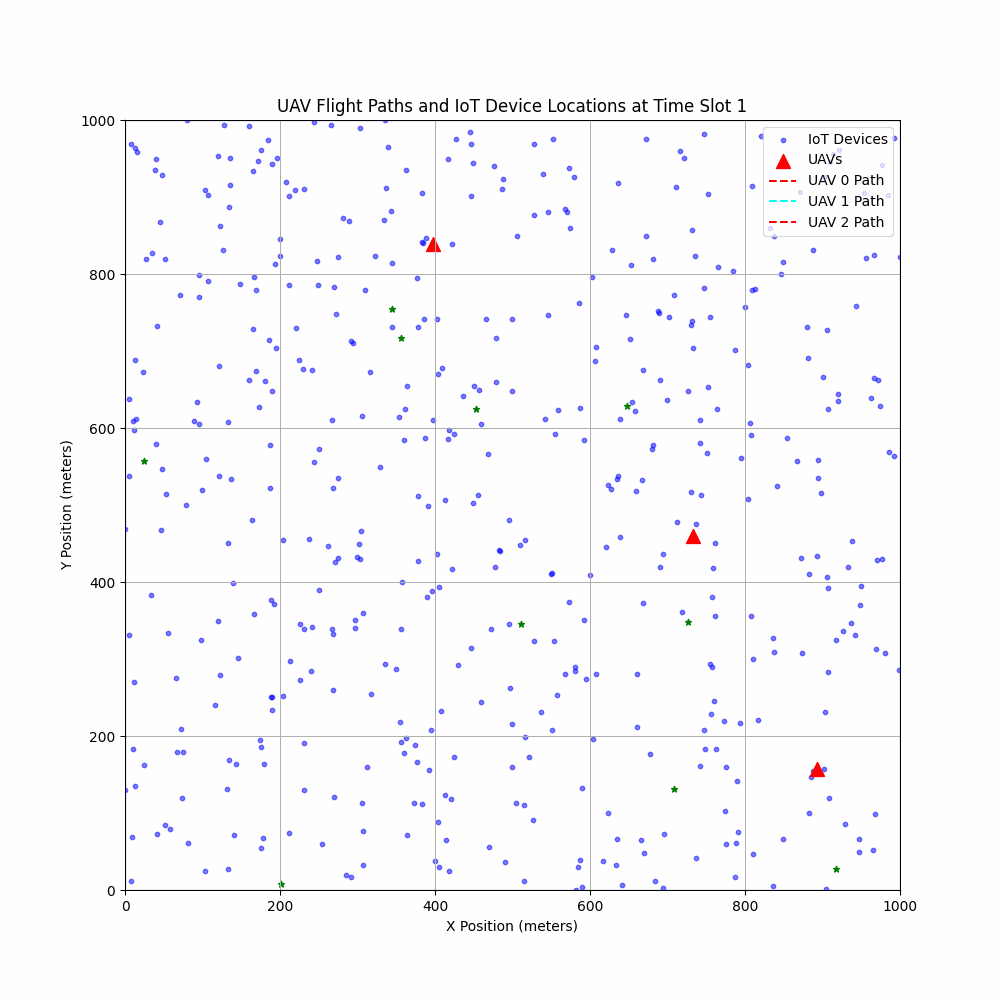 UAV Flight Paths and IoT Device Locations at Time Slot 1
IoT Devices
UAVs
UAV 0 Path
UAV 1 Path
UAV 2 Path
1000
800
600
400
200
0
Y Position (meters)
0 200 400 600 800 1000
X Position (meters)